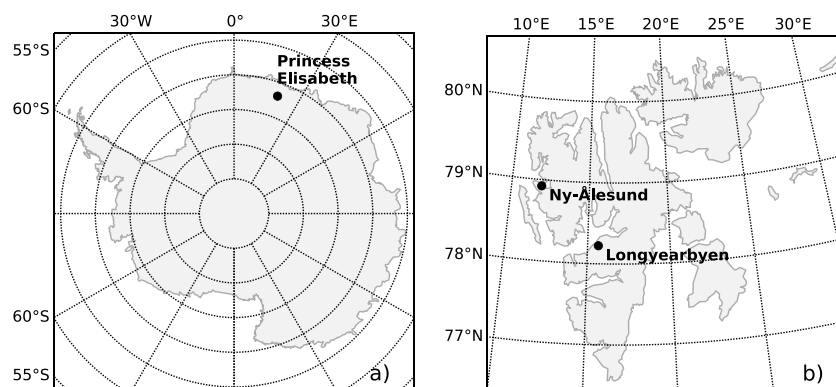 30°W 0° 30°E
55°S
60°S
Princess
Elisabeth
60°S
55°S
a)
10°E 15°E 20°E 25°E 30°E
80°N
79°N
Ny-Ålesund
78°N
Longyearbyen
77°N
b)